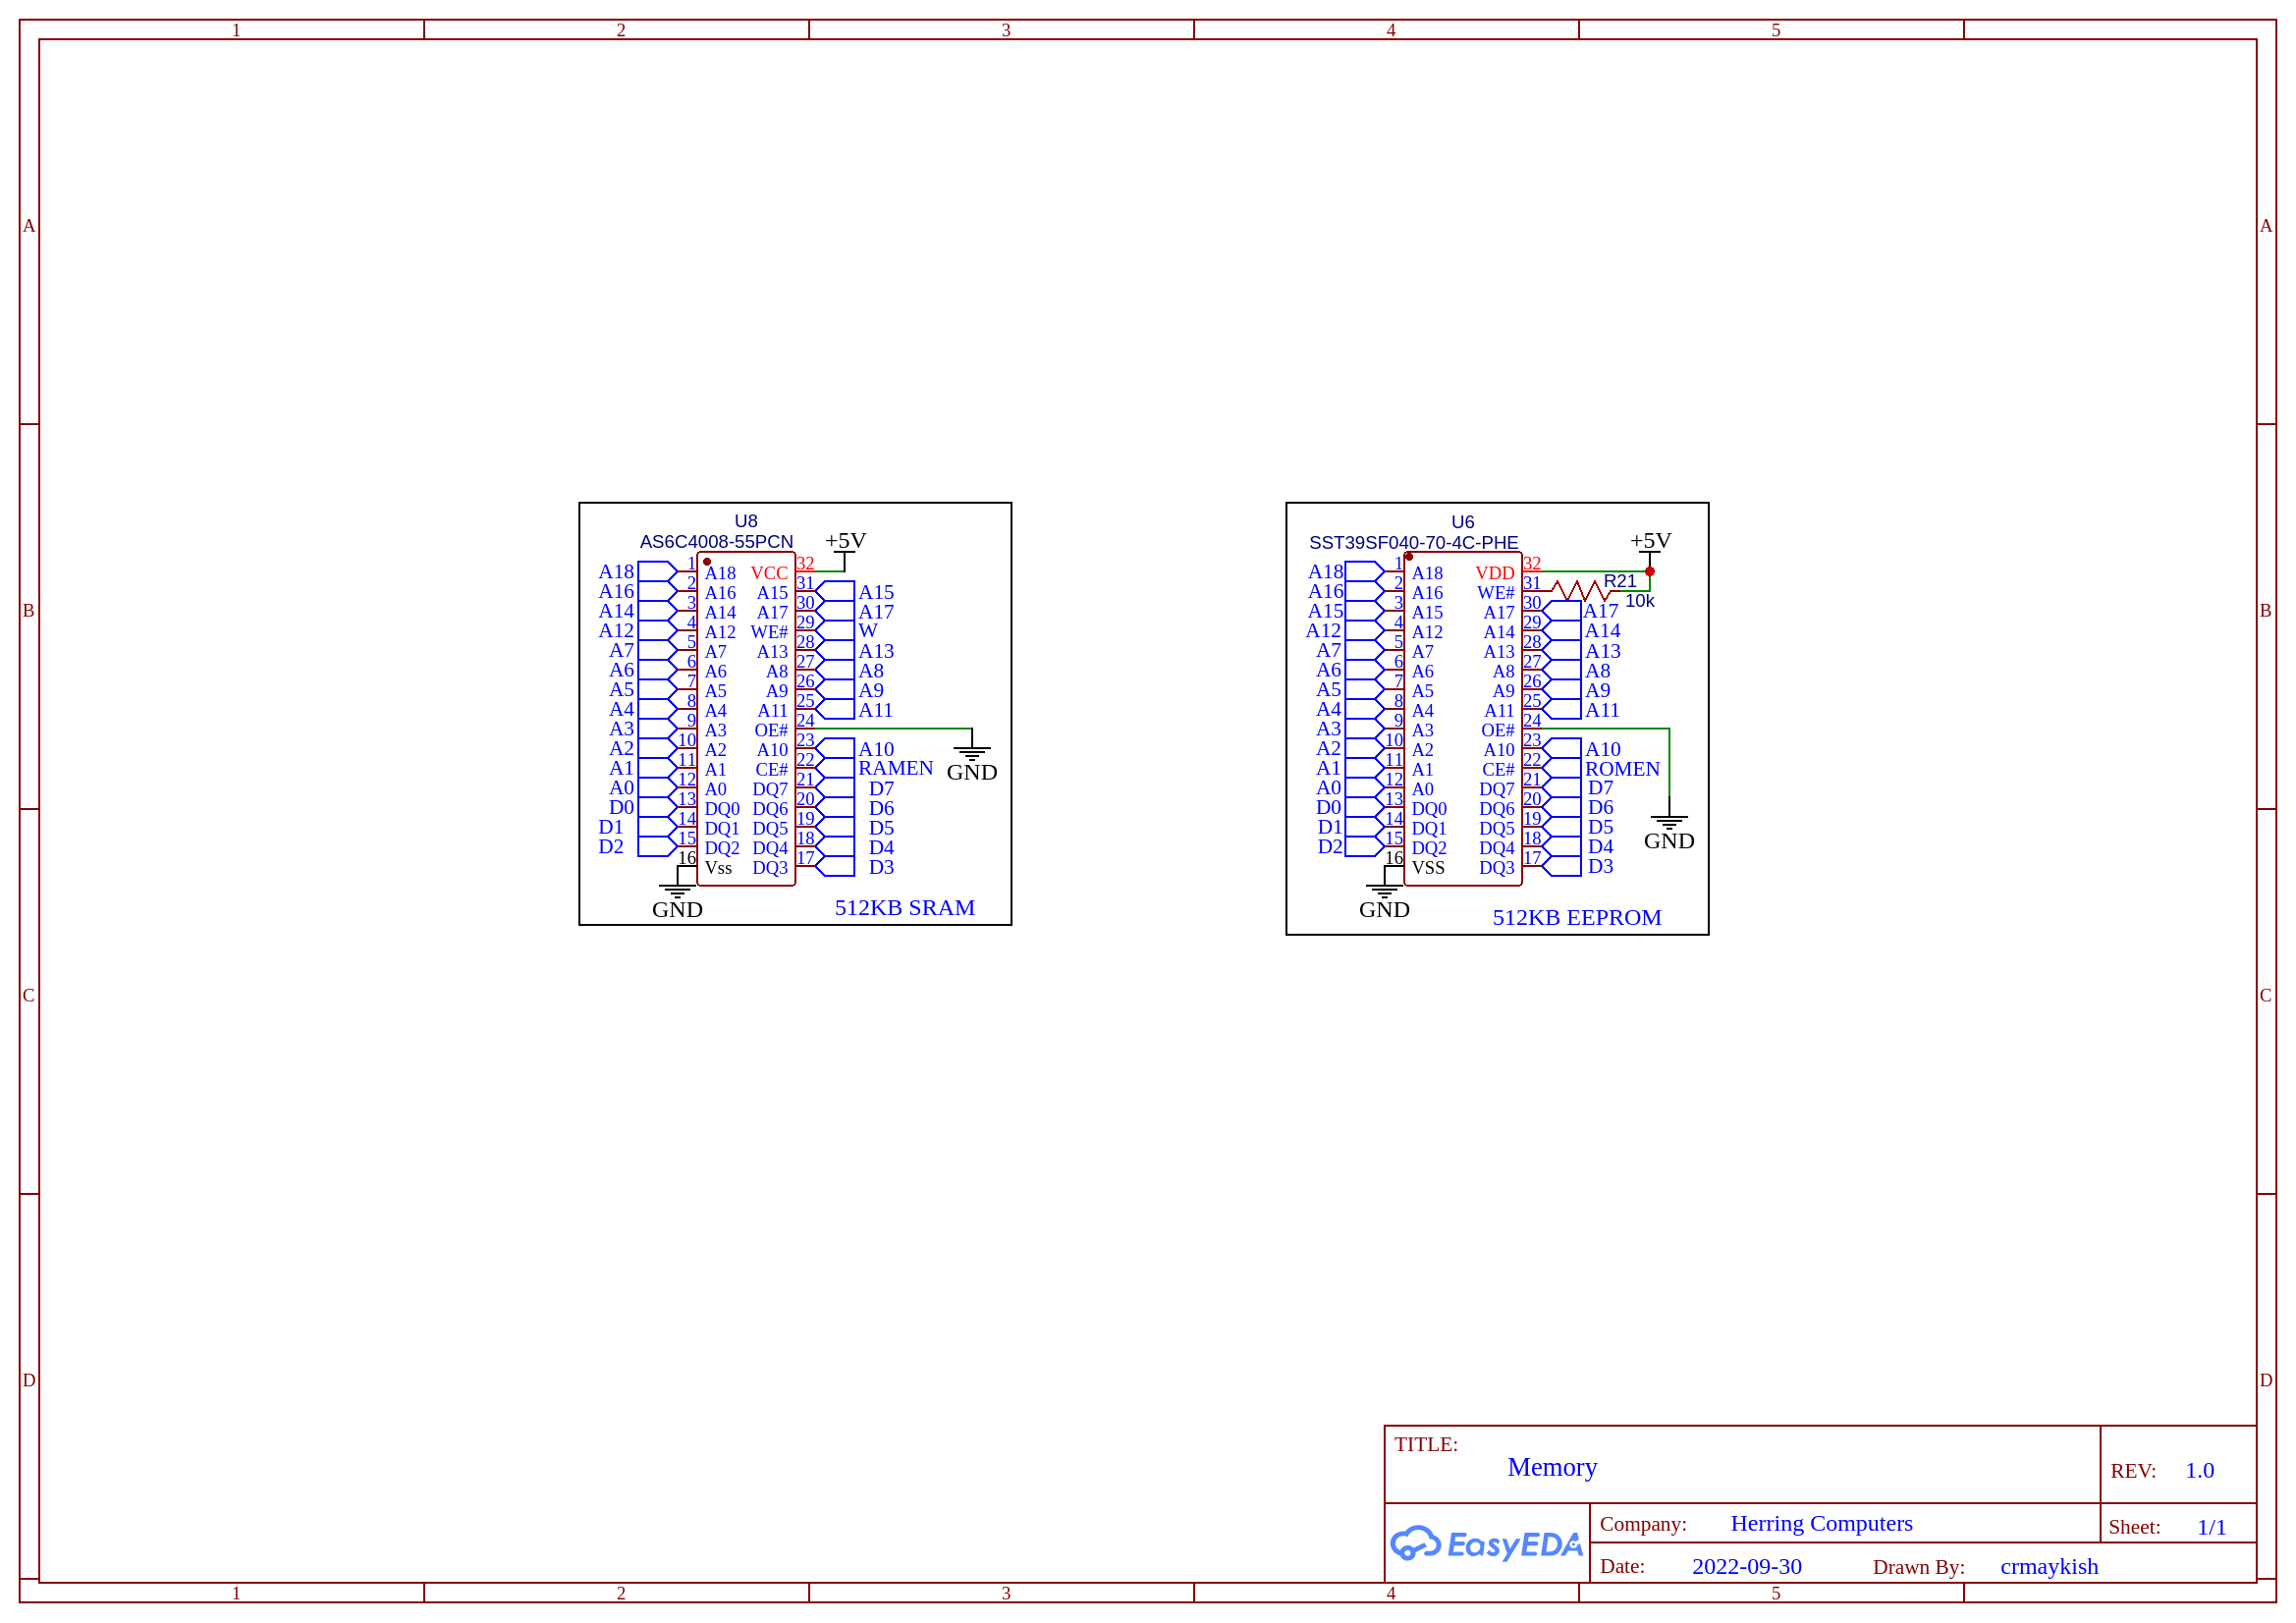 1 2 3 4 5
A A
B B
C C
D D
U8
AS6C4008-55PCN
+5V
A18 1 A18 VCC 32
A16 2 A16 A15 31 A15
A14 3 A14 A17 30 A17
A12 4 A12 WE# 29 W
A7 5 A7 A13 28 A13
A6 6 A6 A8 27 A8
A5 7 A5 A9 26 A9
A4 8 A4 A11 25 A11
A3 9 A3 OE# 24
A2 10 A2 A10 23 A10
A1 11 A1 CE# 22 RAMEN GND
A0 12 A0 DQ7 21 D7
D0 13 DQ0 DQ6 20 D6
D1 14 DQ1 DQ5 19 D5
D2 15 DQ2 DQ4 18 D4
16 Vss DQ3 17 D3
GND
512KB SRAM
U6
SST39SF040-70-4C-PHE
+5V
A18 1 A18 VDD 32
A16 2 A16 WE# 31 R21
10k
A15 3 A15 A17 30 A17
A12 4 A12 A14 29 A14
A7 5 A7 A13 28 A13
A6 6 A6 A8 27 A8
A5 7 A5 A9 26 A9
A4 8 A4 A11 25 A11
A3 9 A3 OE# 24
A2 10 A2 A10 23 A10
A1 11 A1 CE# 22 ROMEN
A0 12 A0 DQ7 21 D7
D0 13 DQ0 DQ6 20 D6
D1 14 DQ1 DQ5 19 D5
D2 15 DQ2 DQ4 18 D4 GND
16 VSS DQ3 17 D3
GND
512KB EEPROM
TITLE:
Memory
REV: 1.0
EasyEDA
Company: Herring Computers
Sheet: 1/1
Date: 2022-09-30 Drawn By: crmaykish
1 2 3 4 5